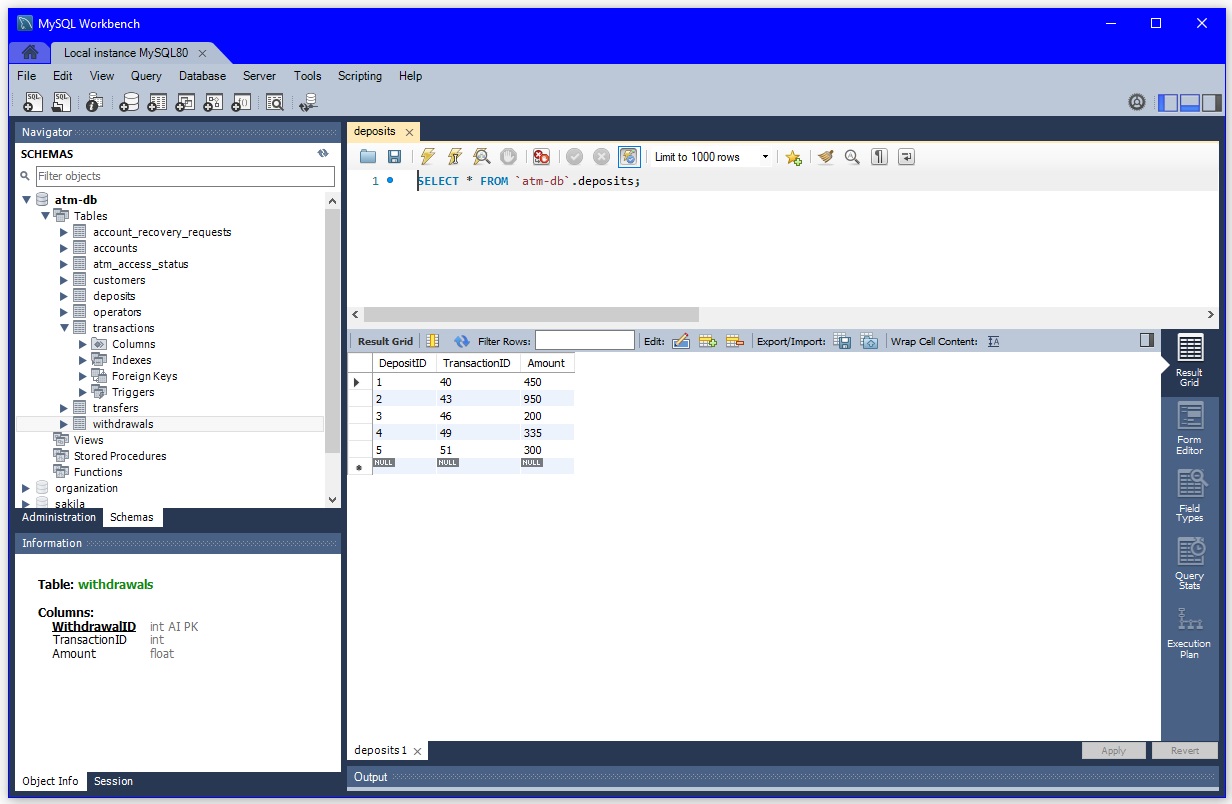 MySQL Workbench
Local instance MySQL80
File Edit View Query Database Server Tools Scripting Help
Navigator
SCHEMAS
Filter objects
atm-db
Tables
account_recovery_requests
accounts
atm_access_status
customers
deposits
operators
transactions
Columns
Indexes
Foreign Keys
Triggers
transfers
withdrawals
Views
Stored Procedures
Functions
organization
sakila
Administration Schemas
Information
Table: withdrawals
Columns:
WithdrawalID int AI PK
TransactionID int
Amount float
Object Info Session
deposits
Limit to 1000 rows
1 SELECT * FROM `atm-db`.deposits;
Result Grid Filter Rows: Edit: Export/Import: Wrap Cell Content:
DepositID TransactionID Amount
1 40 450
2 43 950
3 46 200
4 49 335
5 51 300
NULL NULL NULL
Result
Grid
Form
Editor
Field
Types
Query
Stats
Execution
Plan
deposits 1
Apply Revert
Output